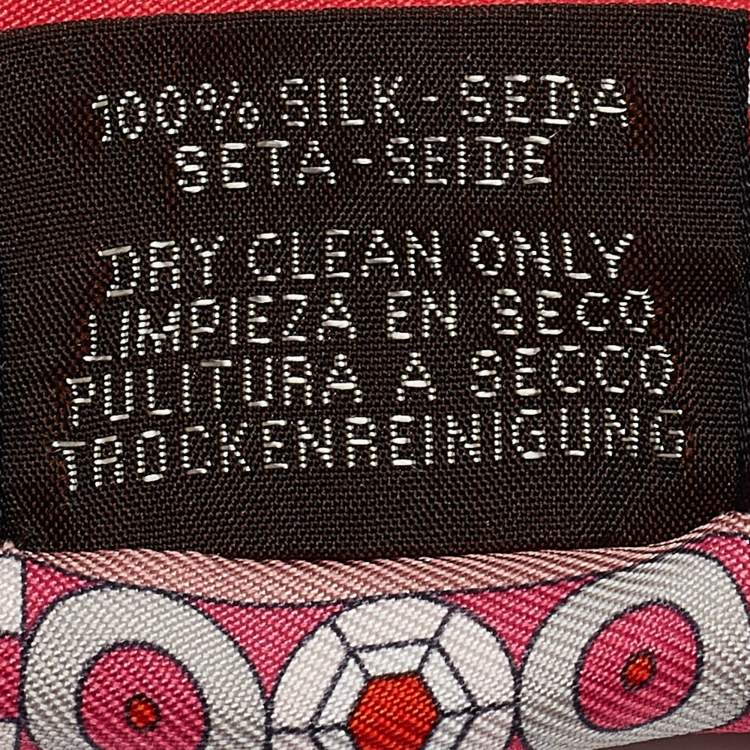 100% SILK - SEDA
SETA - SEIDE
DRY CLEAN ONLY
LIMPIEZA EN SECO
PULITURA A SECCO
TROCKENREINIGUNG